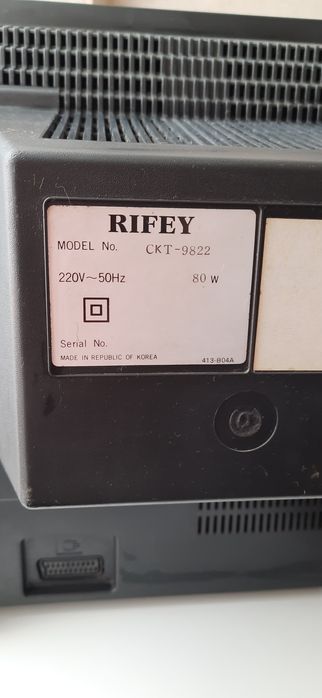 RIFEY
MODEL No. CKT-9822
220V~50Hz 80 W
Serial No.
MADE IN REPUBLIC OF KOREA 413-804A